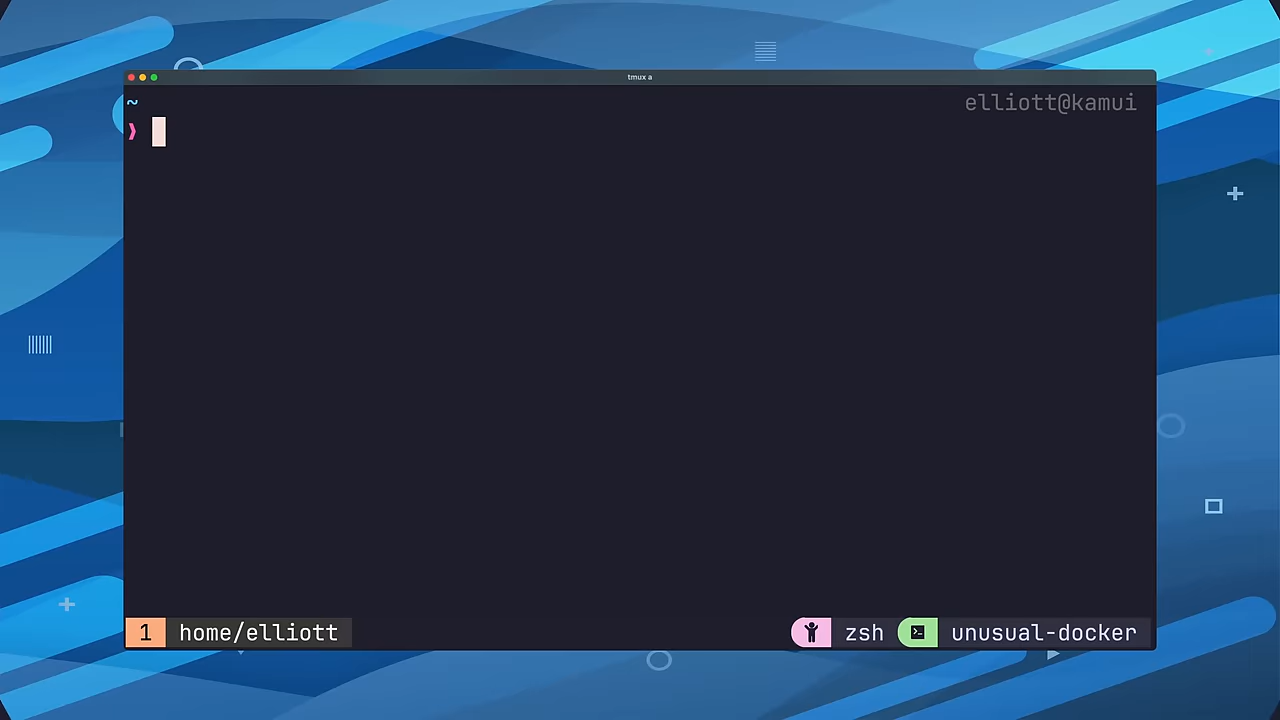 tmux a
~ elliott@kamui
❯
1 home/elliott zsh unusual-docker